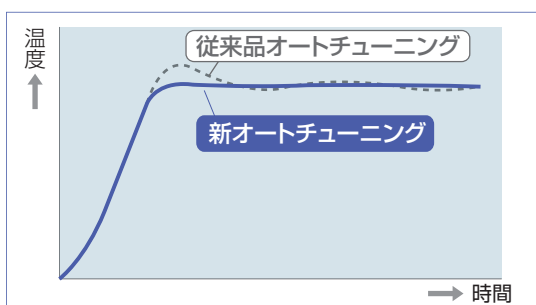 温度
従来品オートチューニング
新オートチューニング
時間